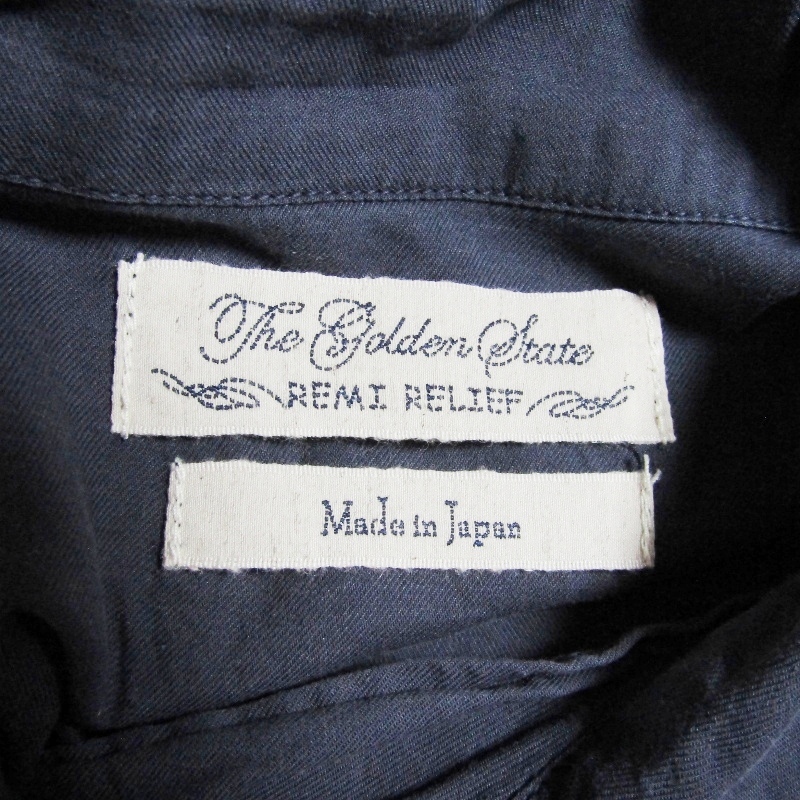 The Golden State
REMI RELIEF
Made in Japan